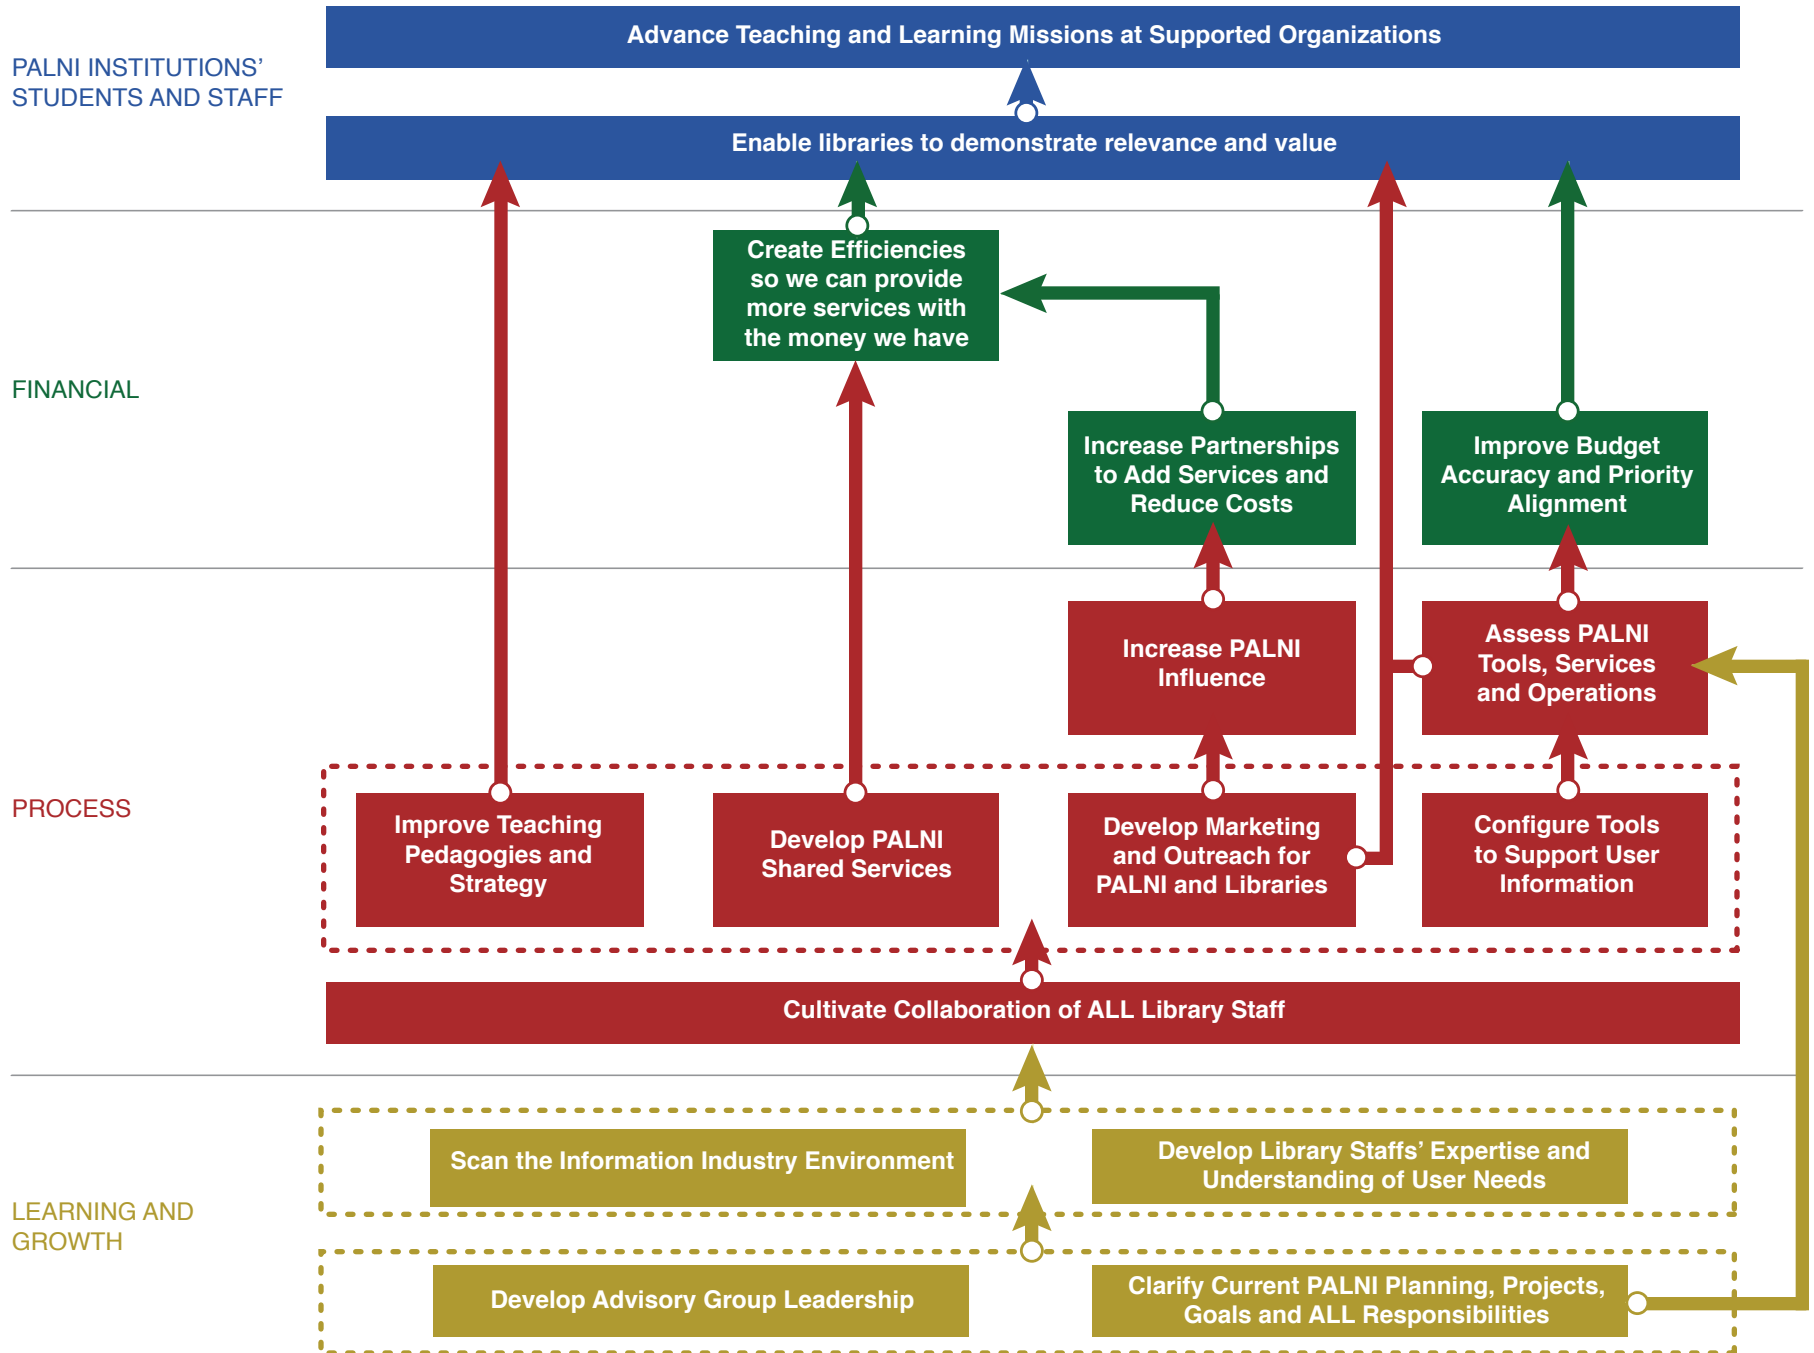 Advance Teaching and Learning Missions at Supported Organizations
PALNI INSTITUTIONS’
STUDENTS AND STAFF
Enable libraries to demonstrate relevance and value
Create Efficiencies
so we can provide
more services with
the money we have
FINANCIAL
Increase Partnerships
to Add Services and
Reduce Costs
Improve Budget
Accuracy and Priority
Alignment
Increase PALNI
Influence
Assess PALNI
Tools, Services
and Operations
PROCESS
Improve Teaching
Pedagogies and
Strategy
Develop PALNI
Shared Services
Develop Marketing
and Outreach for
PALNI and Libraries
Configure Tools
to Support User
Information
Cultivate Collaboration of ALL Library Staff
Scan the Information Industry Environment
Develop Library Staffs’ Expertise and
Understanding of User Needs
LEARNING AND
GROWTH
Develop Advisory Group Leadership
Clarify Current PALNI Planning, Projects,
Goals and ALL Responsibilities